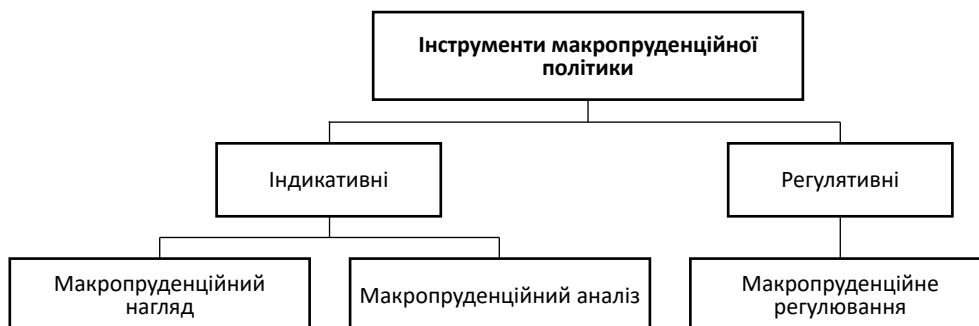 Інструменти макропруденційної
політики
Індикативні
Регулятивні
Макропруденційний
нагляд
Макропруденційний аналіз
Макропруденційне
регулювання